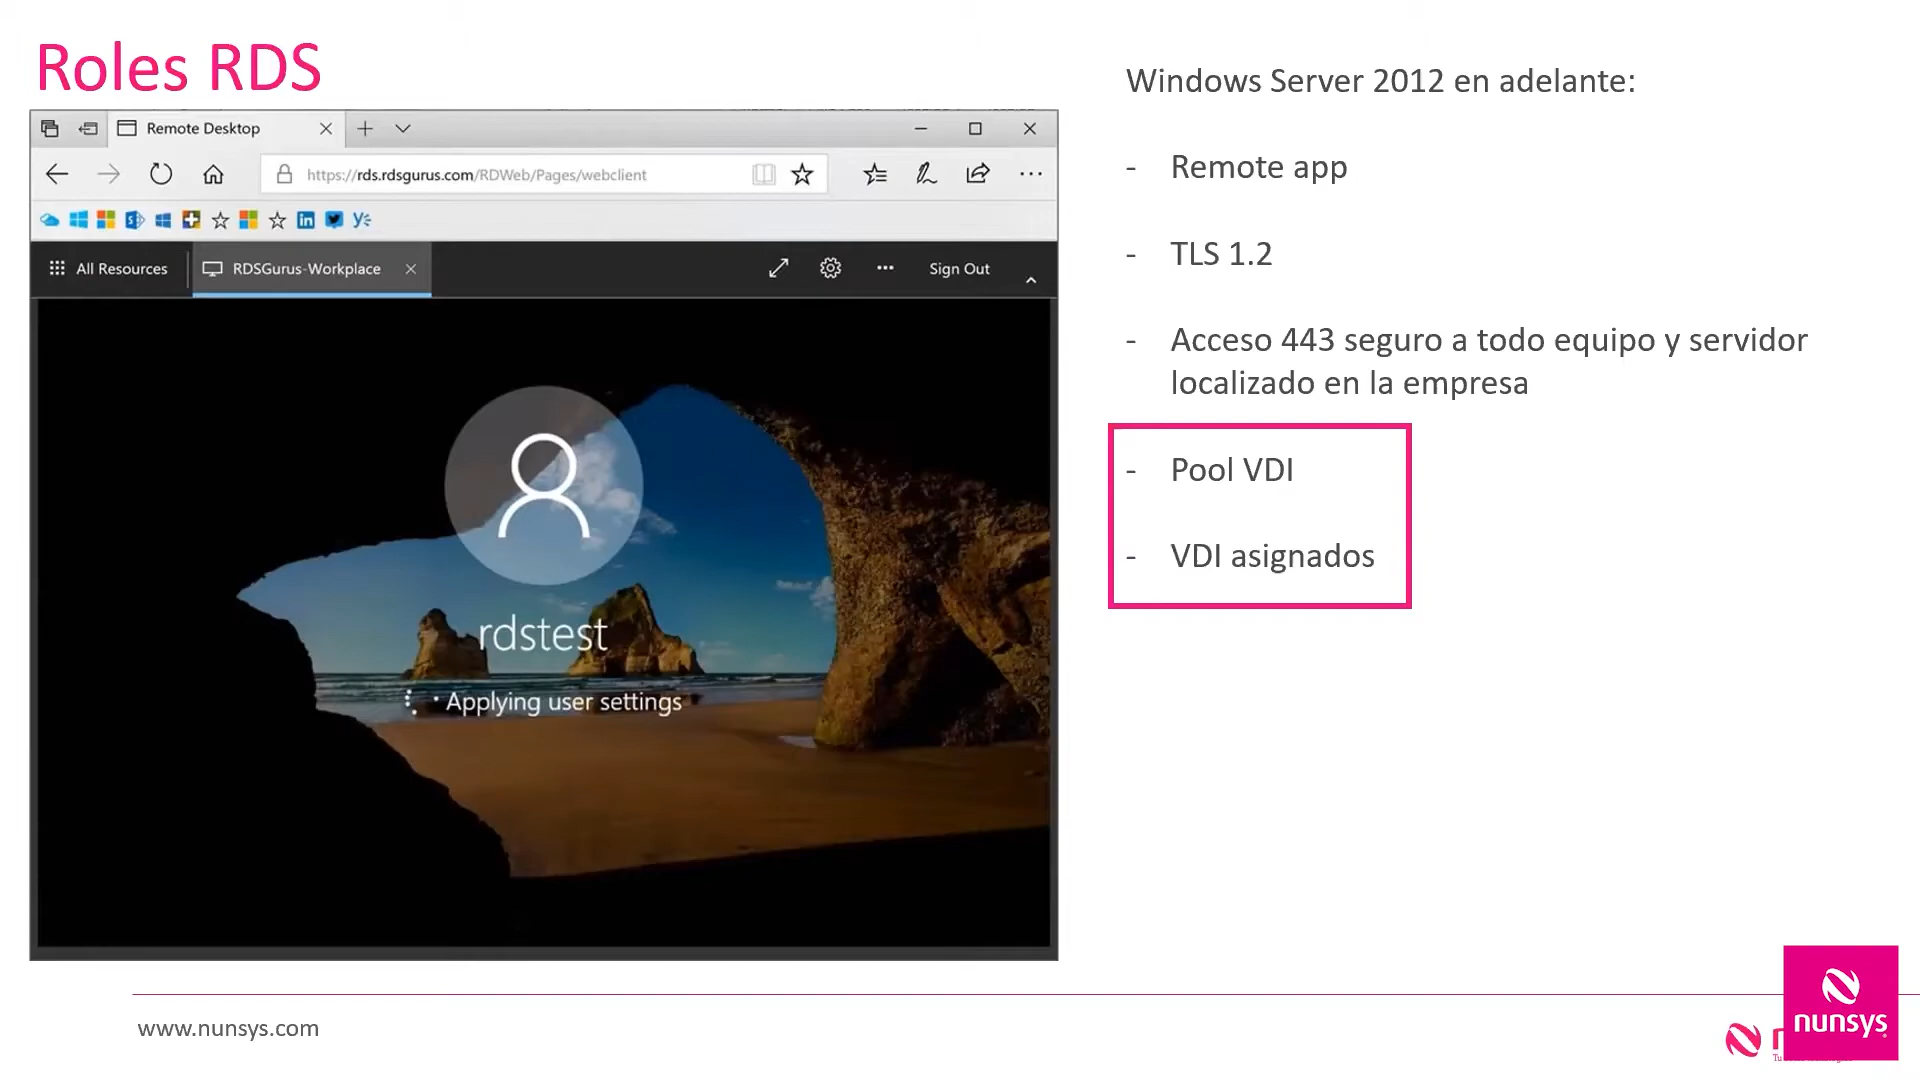 Roles RDS
Remote Desktop
https://rds.rdsgurus.com/RDWeb/Pages/webclient
All Resources
RDSGurus-Workplace
Sign Out
rdstest
Applying user settings
Windows Server 2012 en adelante:
- Remote app
- TLS 1.2
- Acceso 443 seguro a todo equipo y servidor
localizado en la empresa
- Pool VDI
- VDI asignados
www.nunsys.com
nunsys